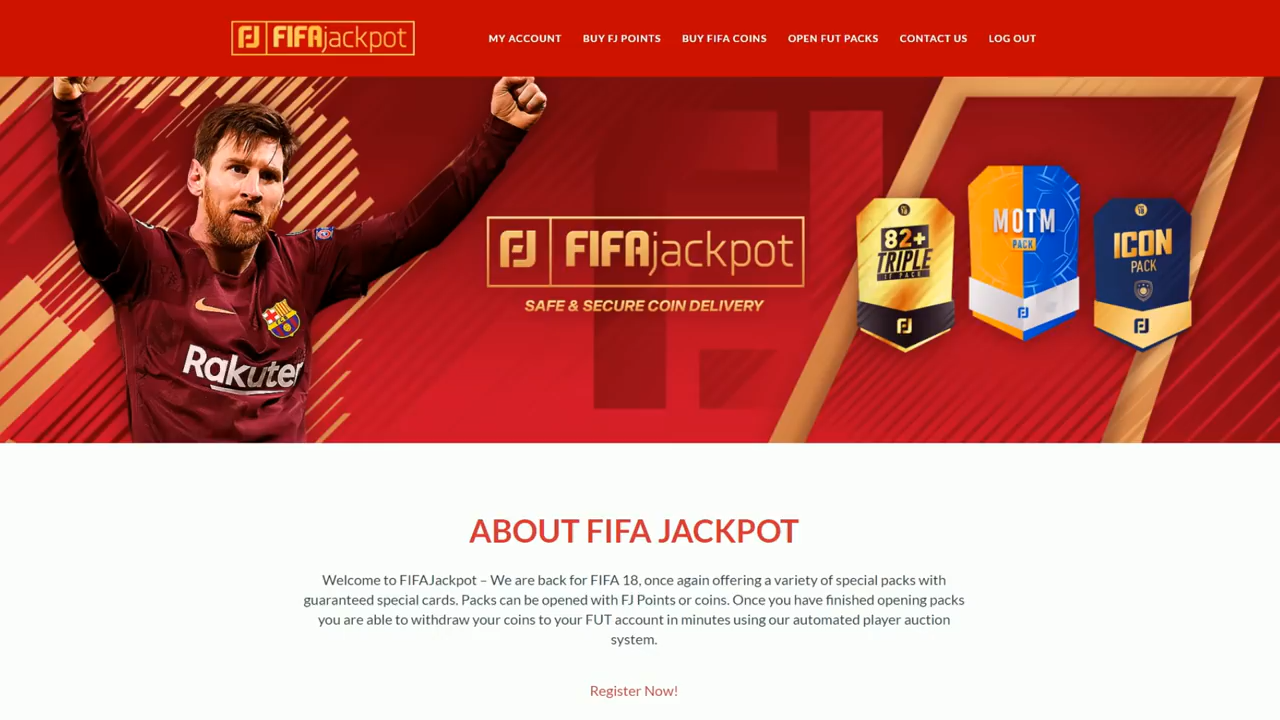 FJ FIFAjackpot
MY ACCOUNT BUY FJ POINTS BUY FIFA COINS OPEN FUT PACKS CONTACT US LOG OUT
FJ FIFAjackpot
SAFE & SECURE COIN DELIVERY
Rakuten
82+
TRIPLE
IF PACK
FJ
MOTM
PACK
FJ
ICON
PACK
FJ
ABOUT FIFA JACKPOT
Welcome to FIFAJackpot – We are back for FIFA 18, once again offering a variety of special packs with
guaranteed special cards. Packs can be opened with FJ Points or coins. Once you have finished opening packs
you are able to withdraw your coins to your FUT account in minutes using our automated player auction
system.
Register Now!